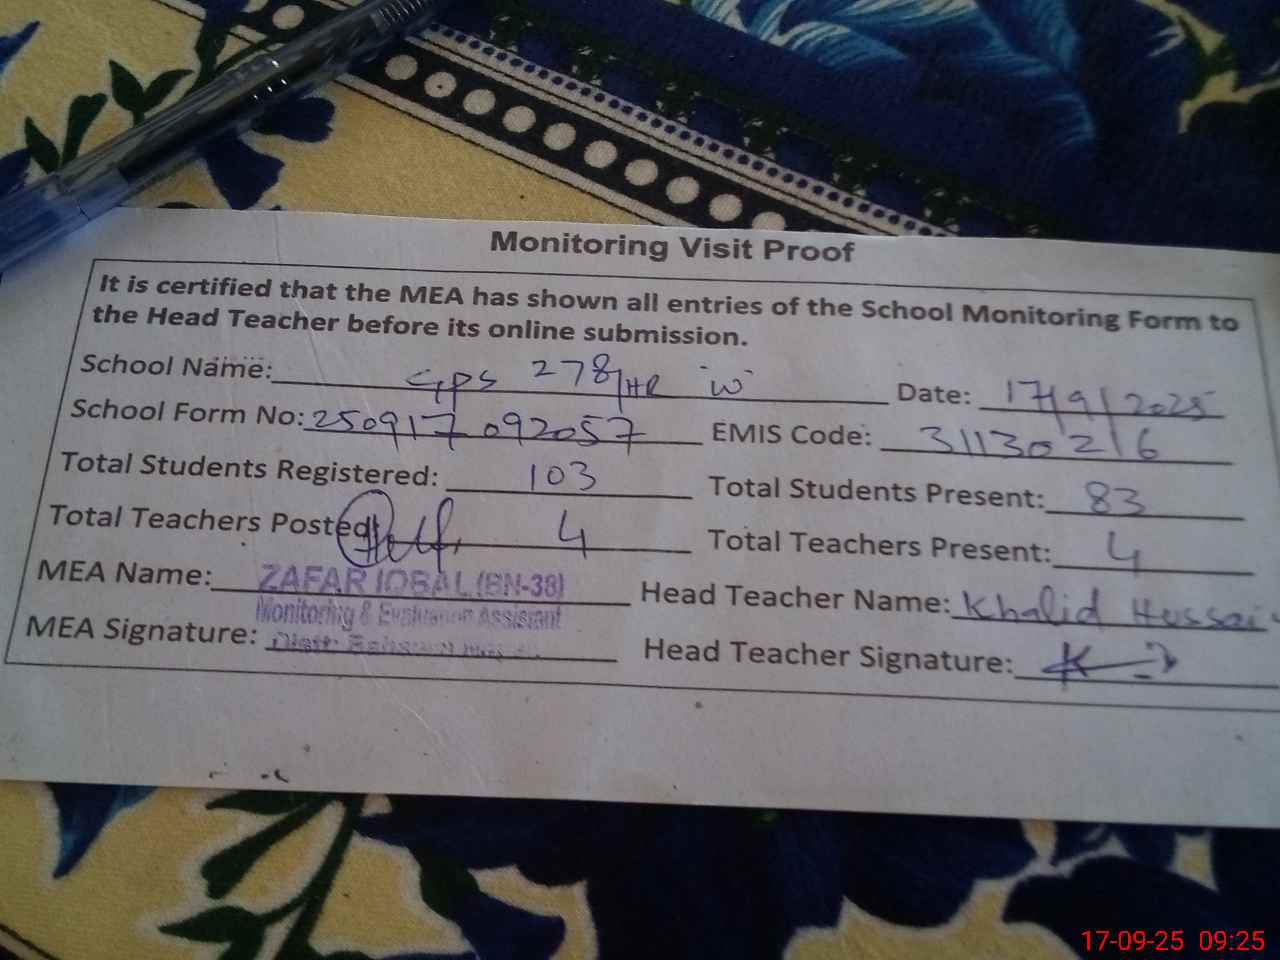 Monitoring Visit Proof
It is certified that the MEA has shown all entries of the School Monitoring Form to
the Head Teacher before its online submission.
School Name: GPS 278/HR "W" Date: 17/9/2025
School Form No: 250917092057 EMIS Code: 31130216
Total Students Registered: 103 Total Students Present: 83
Total Teachers Posted: 4 Total Teachers Present: 4
MEA Name: ZAFAR IQBAL (BN-38) Head Teacher Name: Khalid Hussai
Monitoring & Evaluation Assistant
MEA Signature: Head Teacher Signature:
17-09-25 09:25